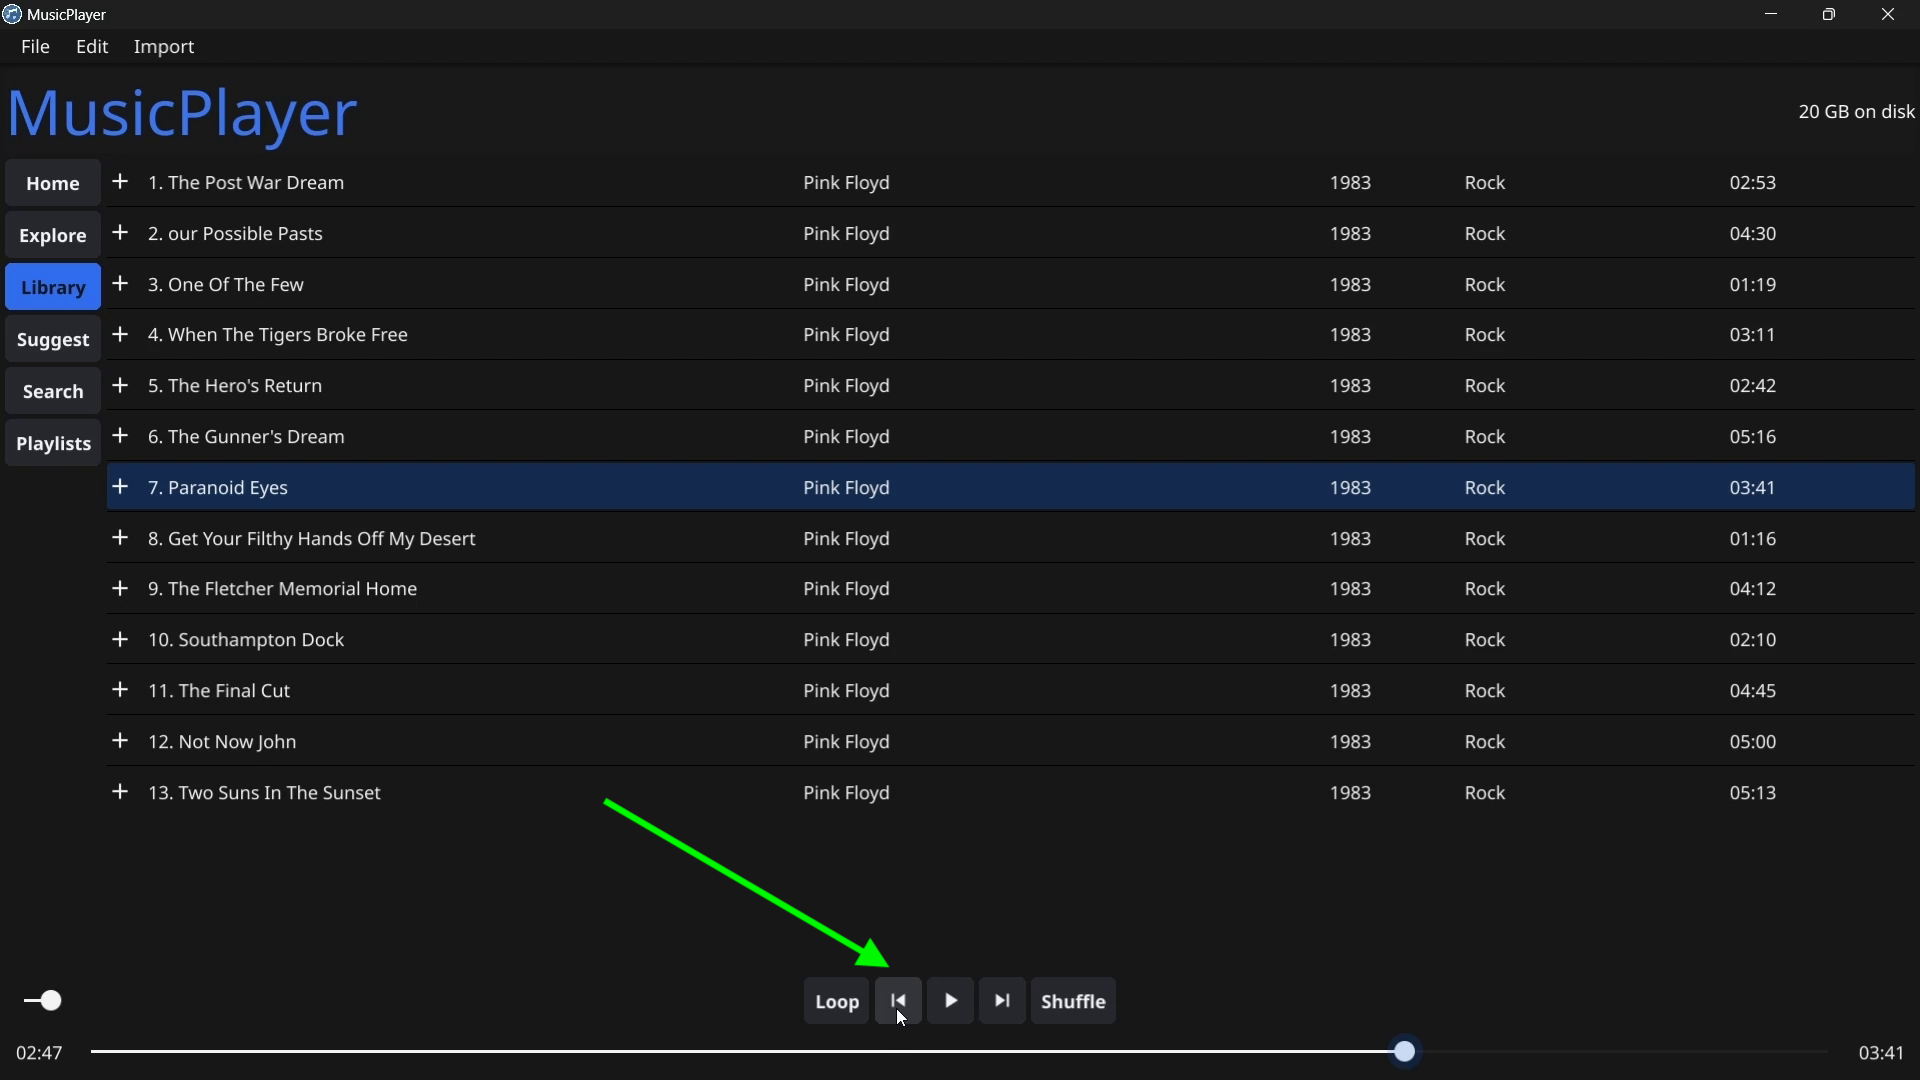 MusicPlayer
File Edit Import
MusicPlayer
20 GB on disk
Home
Explore
Library
Suggest
Search
Playlists
1. The Post War Dream Pink Floyd 1983 Rock 02:53
2. our Possible Pasts Pink Floyd 1983 Rock 04:30
3. One Of The Few Pink Floyd 1983 Rock 01:19
4. When The Tigers Broke Free Pink Floyd 1983 Rock 03:11
5. The Hero's Return Pink Floyd 1983 Rock 02:42
6. The Gunner's Dream Pink Floyd 1983 Rock 05:16
7. Paranoid Eyes Pink Floyd 1983 Rock 03:41
8. Get Your Filthy Hands Off My Desert Pink Floyd 1983 Rock 01:16
9. The Fletcher Memorial Home Pink Floyd 1983 Rock 04:12
10. Southampton Dock Pink Floyd 1983 Rock 02:10
11. The Final Cut Pink Floyd 1983 Rock 04:45
12. Not Now John Pink Floyd 1983 Rock 05:00
13. Two Suns In The Sunset Pink Floyd 1983 Rock 05:13
Loop Shuffle
02:47 03:41